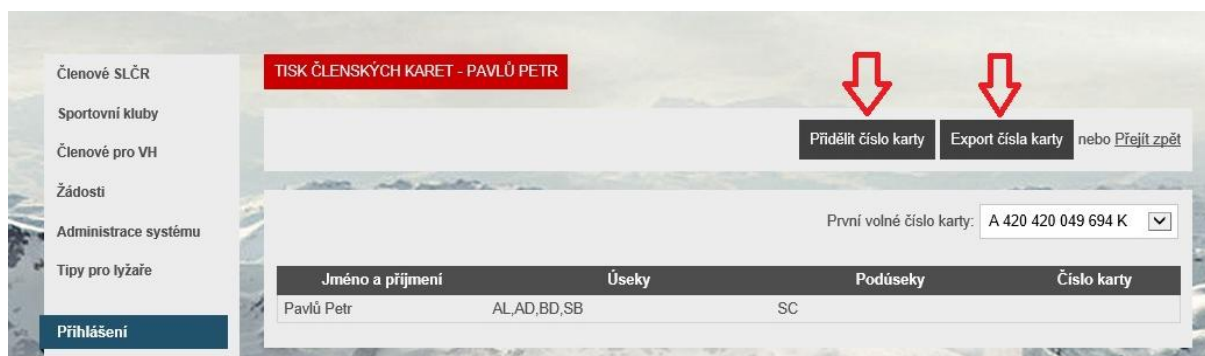 Členové SLČR
Sportovní kluby
Členové pro VH
Žádosti
Administrace systému
Tipy pro lyžaře
Přihlášení
TISK ČLENSKÝCH KARET - PAVLŮ PETR
Přidělit číslo karty Export čísla karty nebo Přejít zpět
První volné číslo karty: A 420 420 049 694 K
Jméno a příjmení Úseky Podúseky Číslo karty
Pavlů Petr AL,AD,BD,SB SC